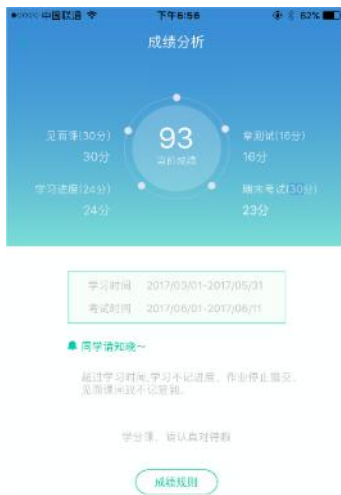 中国联通 下午6:56 62%
成绩分析
见面课(30分)
30分
93
当前成绩
章测试(16分)
16分
学习进度(24分)
24分
期末考试(30分)
23分
学习时间 2017/03/01-2017/05/31
考试时间 2017/06/01-2017/06/11
同学请知晓~
超过学习时间,学习不记进度、作业停止提交、
见面课问到不记签到。
学分课，请认真对待哦
成绩规则